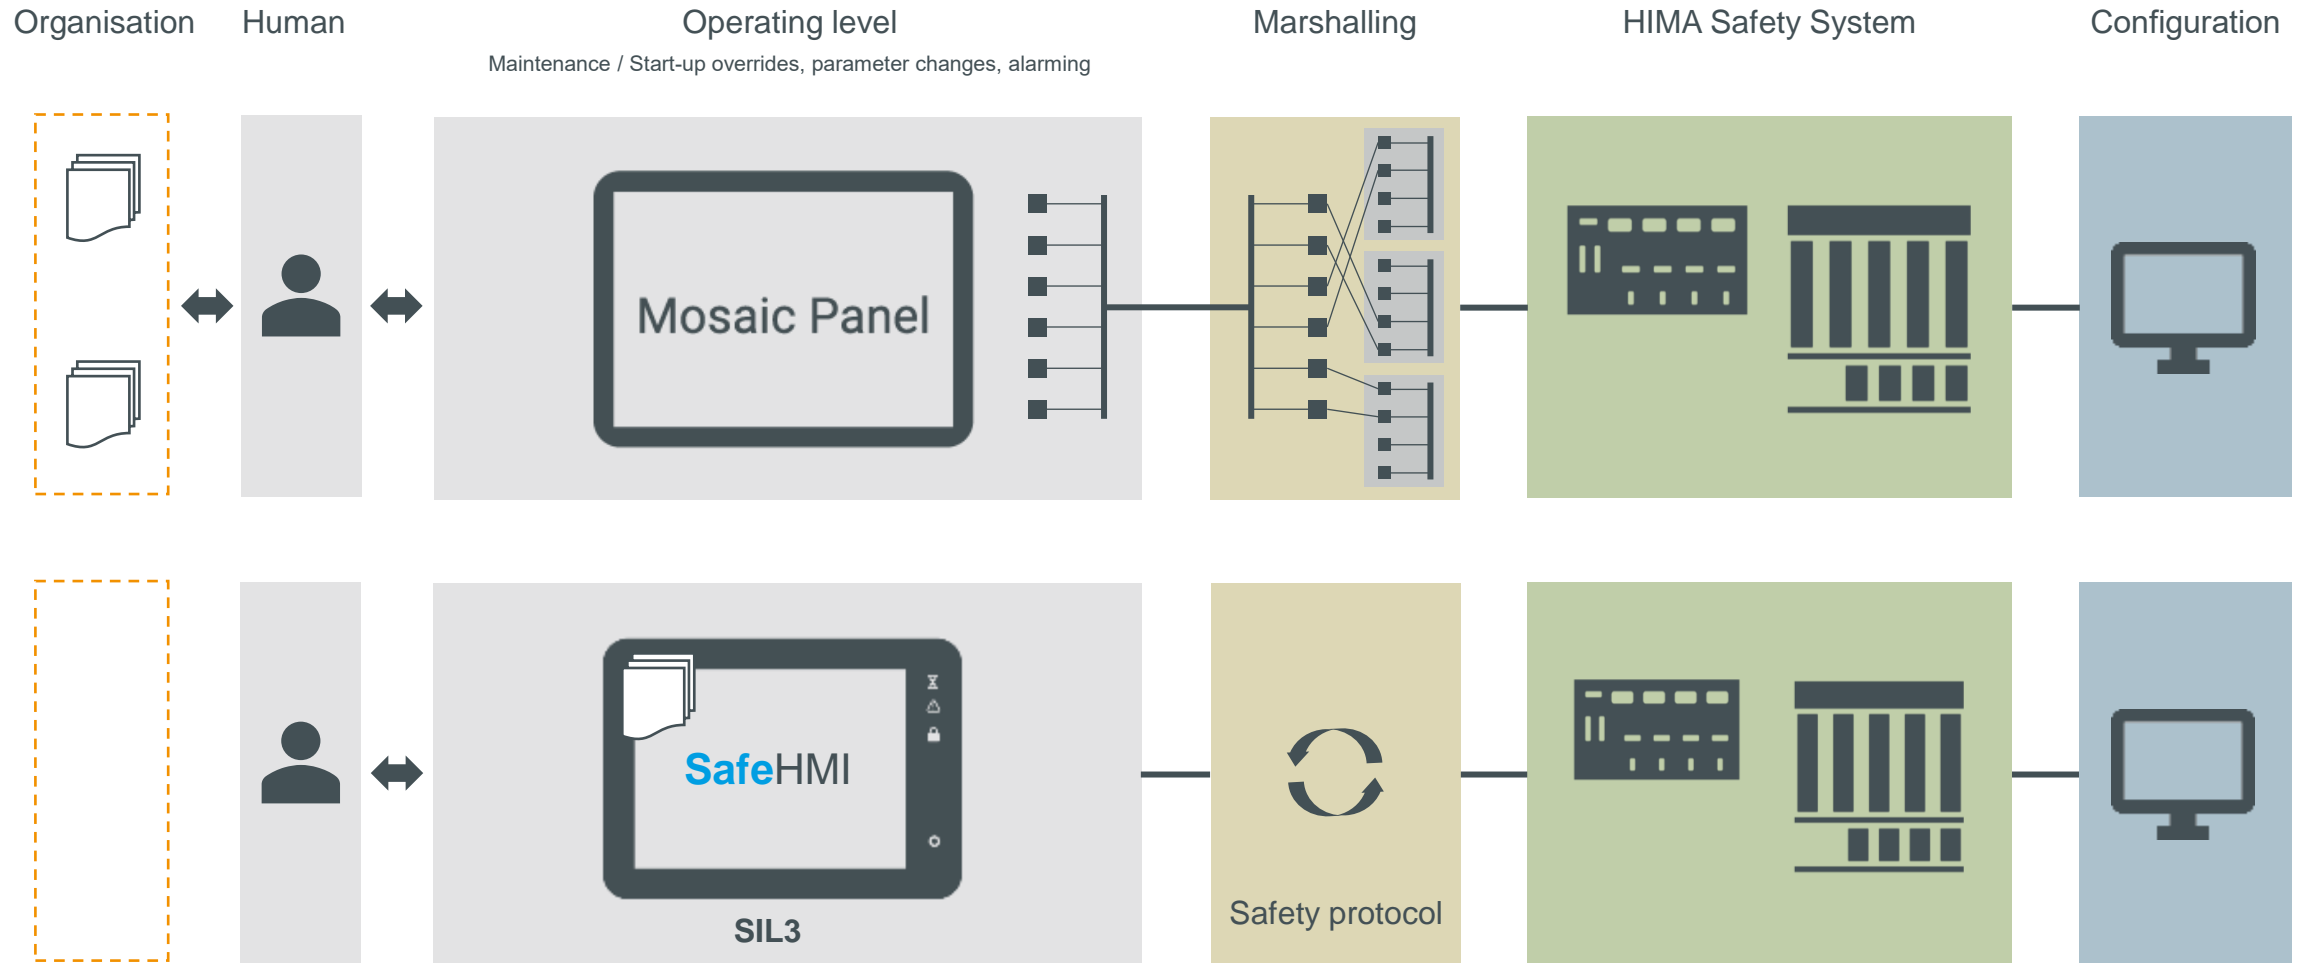 Organisation
Human
Operating level
Marshalling
HIMA Safety System
Configuration
Maintenance / Start-up overrides, parameter changes, alarming
Mosaic Panel
SafeHMI
Safety protocol
SIL3